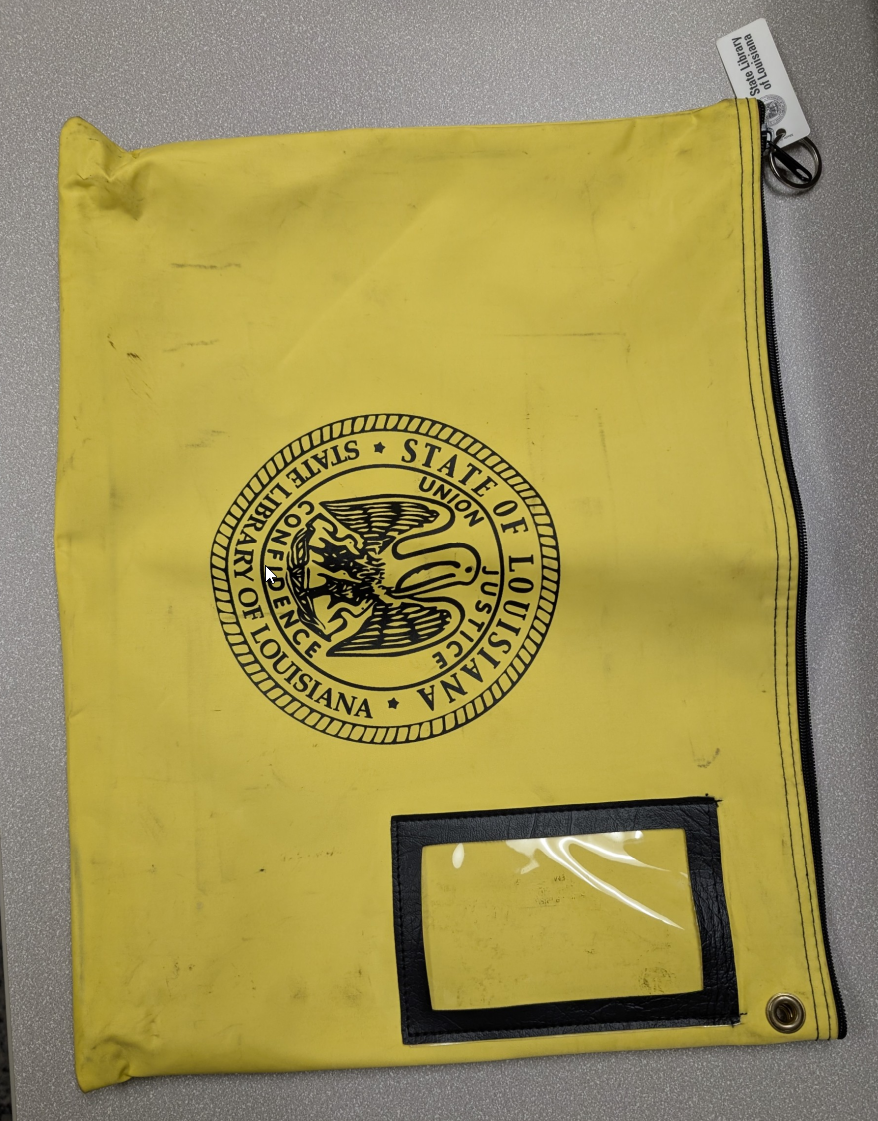 State Library
of Louisiana
STATE OF LOUISIANA
STATE LIBRARY OF LOUISIANA
UNION
JUSTICE
CONFIDENCE